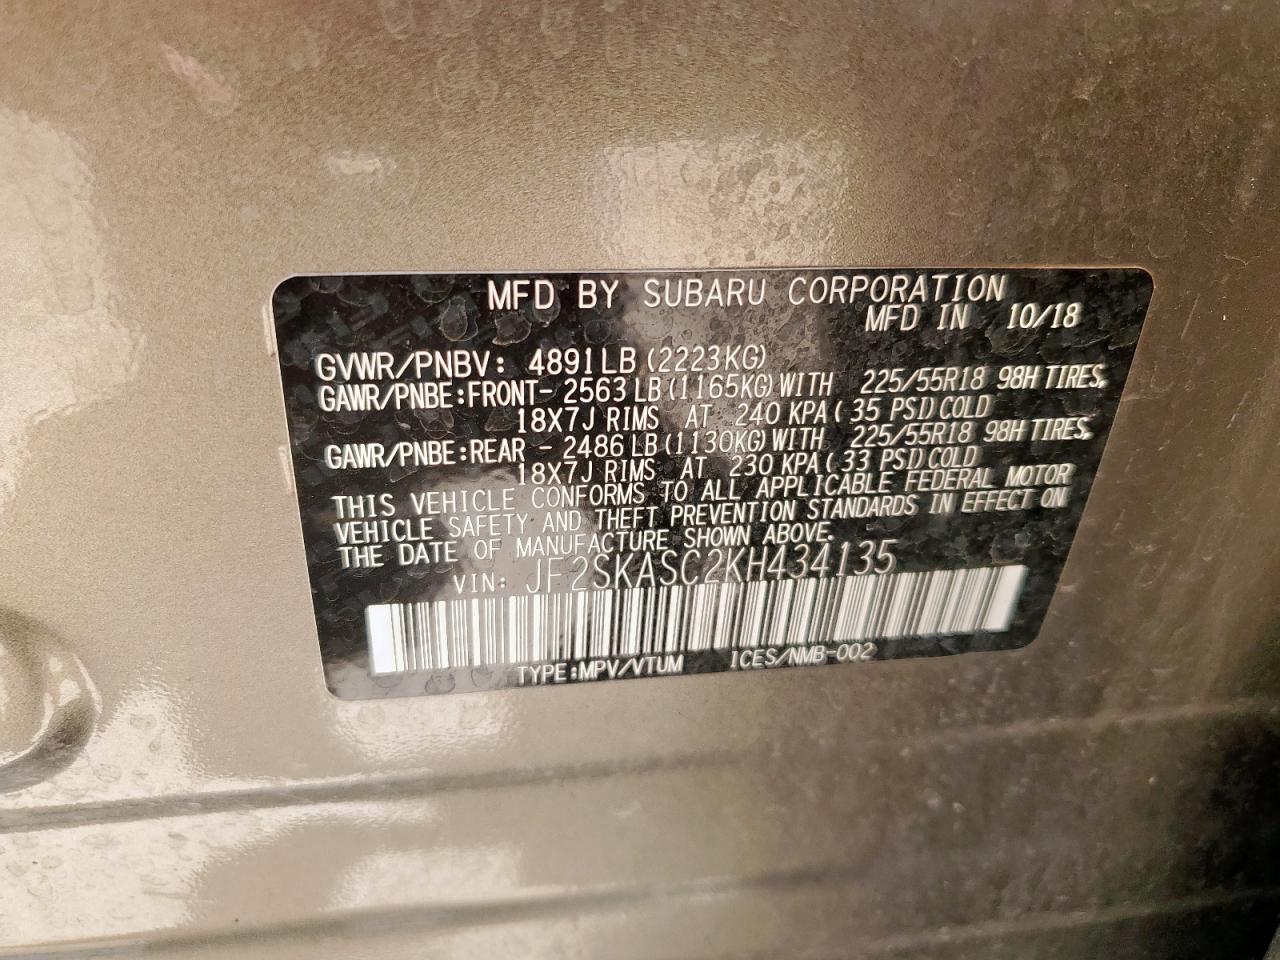 MFD BY SUBARU CORPORATION
MFD IN 10/18
GVWR/PNBV: 4891LB(2223KG)
GAWR/PNBE:FRONT- 2563LB(1165KG)WITH 225/55R18 98H TIRES,
18X7J RIMS AT 240 KPA(35 PSI)COLD
GAWR/PNBE:REAR - 2486LB(1130KG)WITH 225/55R18 98H TIRES,
18X7J RIMS AT 230 KPA(33 PSI)COLD
THIS VEHICLE CONFORMS TO ALL APPLICABLE FEDERAL MOTOR
VEHICLE SAFETY AND THEFT PREVENTION STANDARDS IN EFFECT ON
THE DATE OF MANUFACTURE SHOWN ABOVE.
VIN: JF2SKASC2KH434135
TYPE:MPV/VTUM ICES/NMB-002